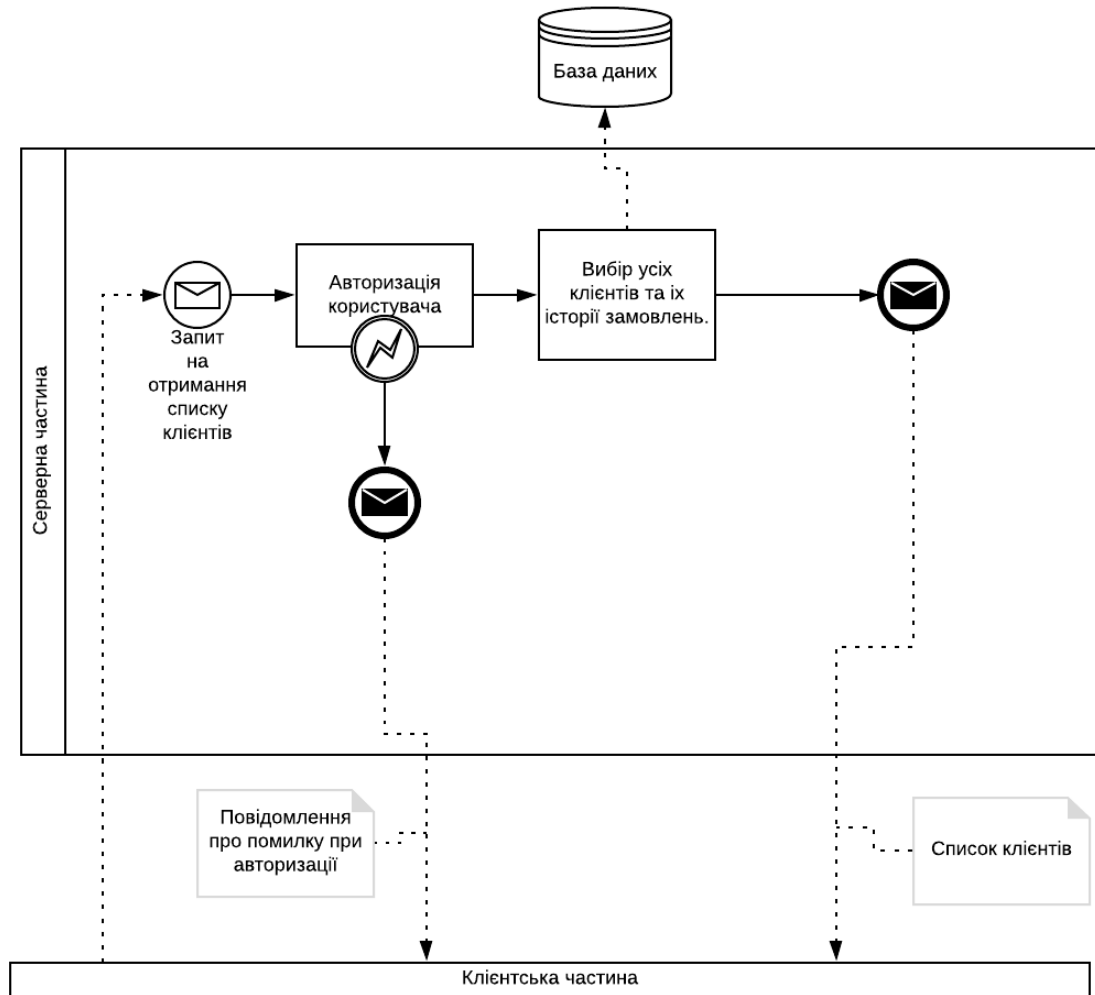 База даних
Серверна частина
Авторизація
користувача
Вибір усіх
клієнтів та іх
історії замовлень.
Запит
на
отримання
списку
клієнтів
Повідомлення
про помилку при
авторизації
Список клієнтів
Клієнтська частина